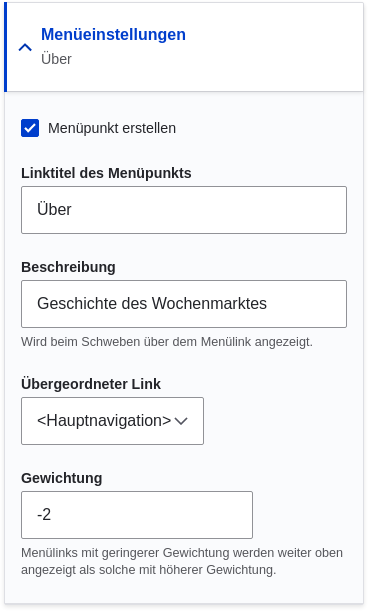 Menüeinstellungen
Über
Menüpunkt erstellen
Linktitel des Menüpunkts
Über
Beschreibung
Geschichte des Wochenmarktes
Wird beim Schweben über dem Menülink angezeigt.
Übergeordneter Link
<Hauptnavigation>
Gewichtung
-2
Menülinks mit geringerer Gewichtung werden weiter oben
angezeigt als solche mit höherer Gewichtung.